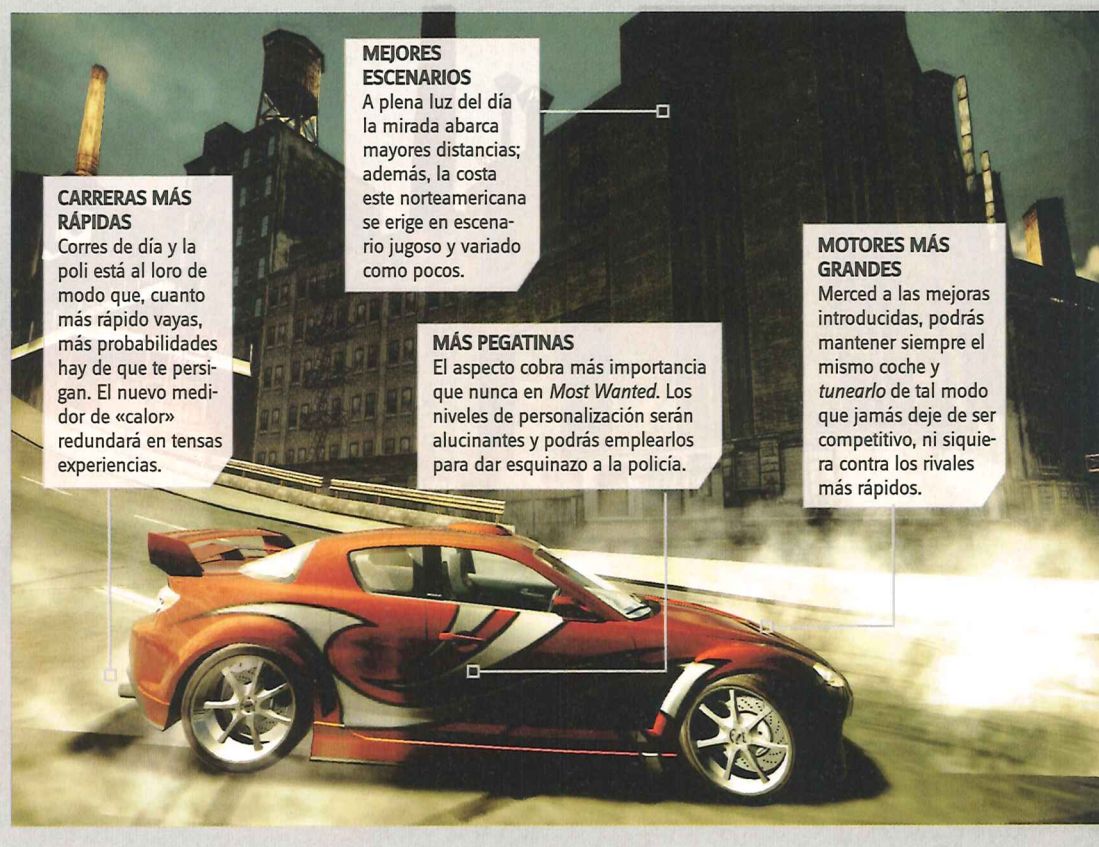 MEJORES
ESCENARIOS
A plena luz del día
la mirada abarca
mayores distancias;
además, la costa
este norteamericana
se erige en escena-
rio jugoso y variado
como pocos.
CARRERAS MÁS
RÁPIDAS
Corres de día y la
poli está al loro de
modo que, cuanto
más rápido vayas,
más probabilidades
hay de que te persi-
gan. El nuevo medi-
dor de «calor»
redundará en tensas
experiencias.
MÁS PEGATINAS
El aspecto cobra más importancia
que nunca en Most Wanted. Los
niveles de personalización serán
alucinantes y podrás emplearlos
para dar esquinazo a la policía.
MOTORES MÁS
GRANDES
Merced a las mejoras
introducidas, podrás
mantener siempre el
mismo coche y
tunearlo de tal modo
que jamás deje de ser
competitivo, ni siquie-
ra contra los rivales
más rápidos.